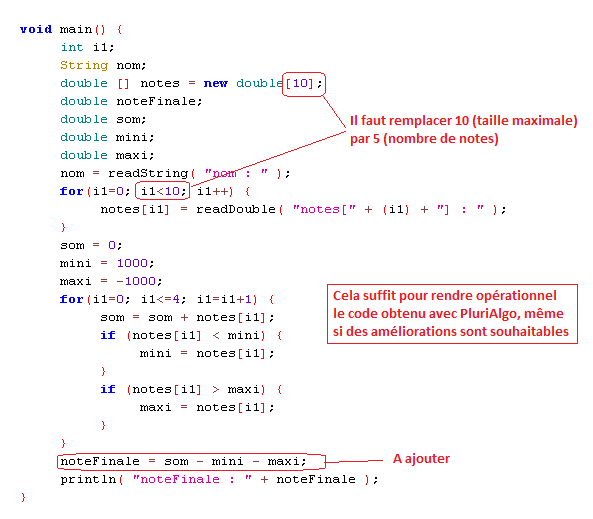 void main() {
int i1;
String nom;
double [] notes = new double[10];
double noteFinale;
double som;
double mini;
double maxi;
nom = readString( "nom : " );
for(i1=0; i1<10; i1++) {
notes[i1] = readDouble( "notes[" + (i1) + "] : " );
}
som = 0;
mini = 1000;
maxi = -1000;
for(i1=0; i1<=4; i1=i1+1) {
som = som + notes[i1];
if (notes[i1] < mini) {
mini = notes[i1];
}
if (notes[i1] > maxi) {
maxi = notes[i1];
}
}
noteFinale = som - mini - maxi;
println( "noteFinale : " + noteFinale );
}
Il faut remplacer 10 (taille maximale)
par 5 (nombre de notes)
Cela suffit pour rendre opérationnel
le code obtenu avec PluriAlgo, même
si des améliorations sont souhaitables
A ajouter